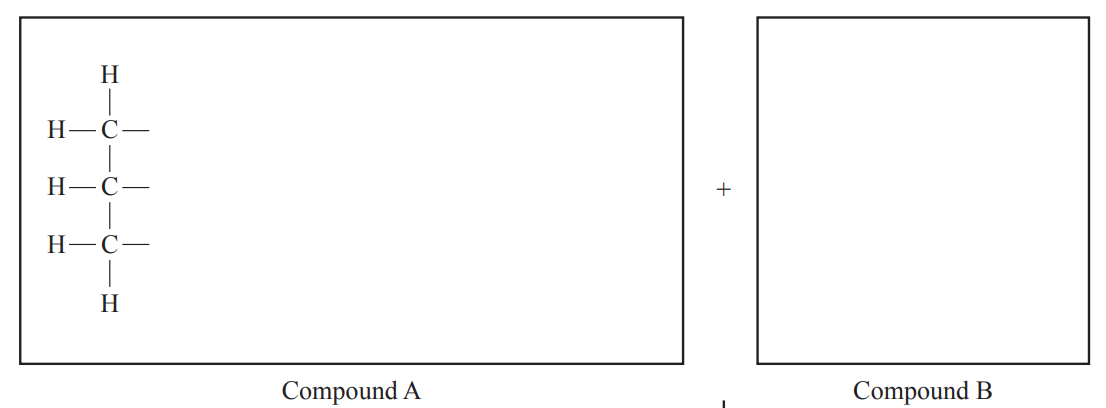 H
H—C—
H—C—
H—C—
H
+
Compound A
Compound B